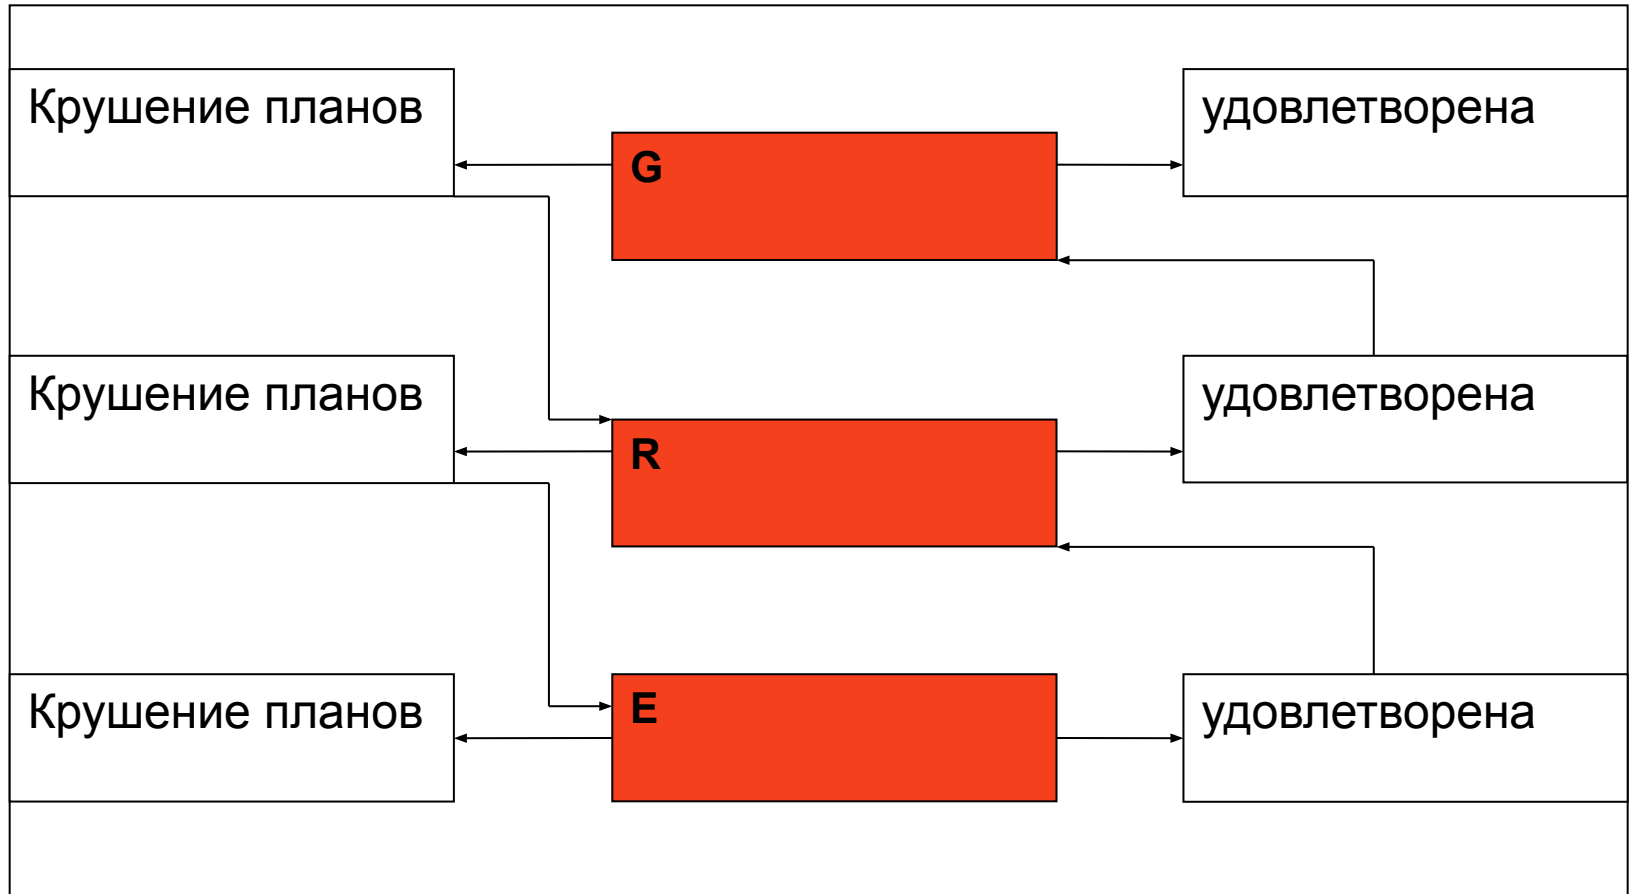 Крушение планов
G
удовлетворена
Крушение планов
R
удовлетворена
Крушение планов
E
удовлетворена